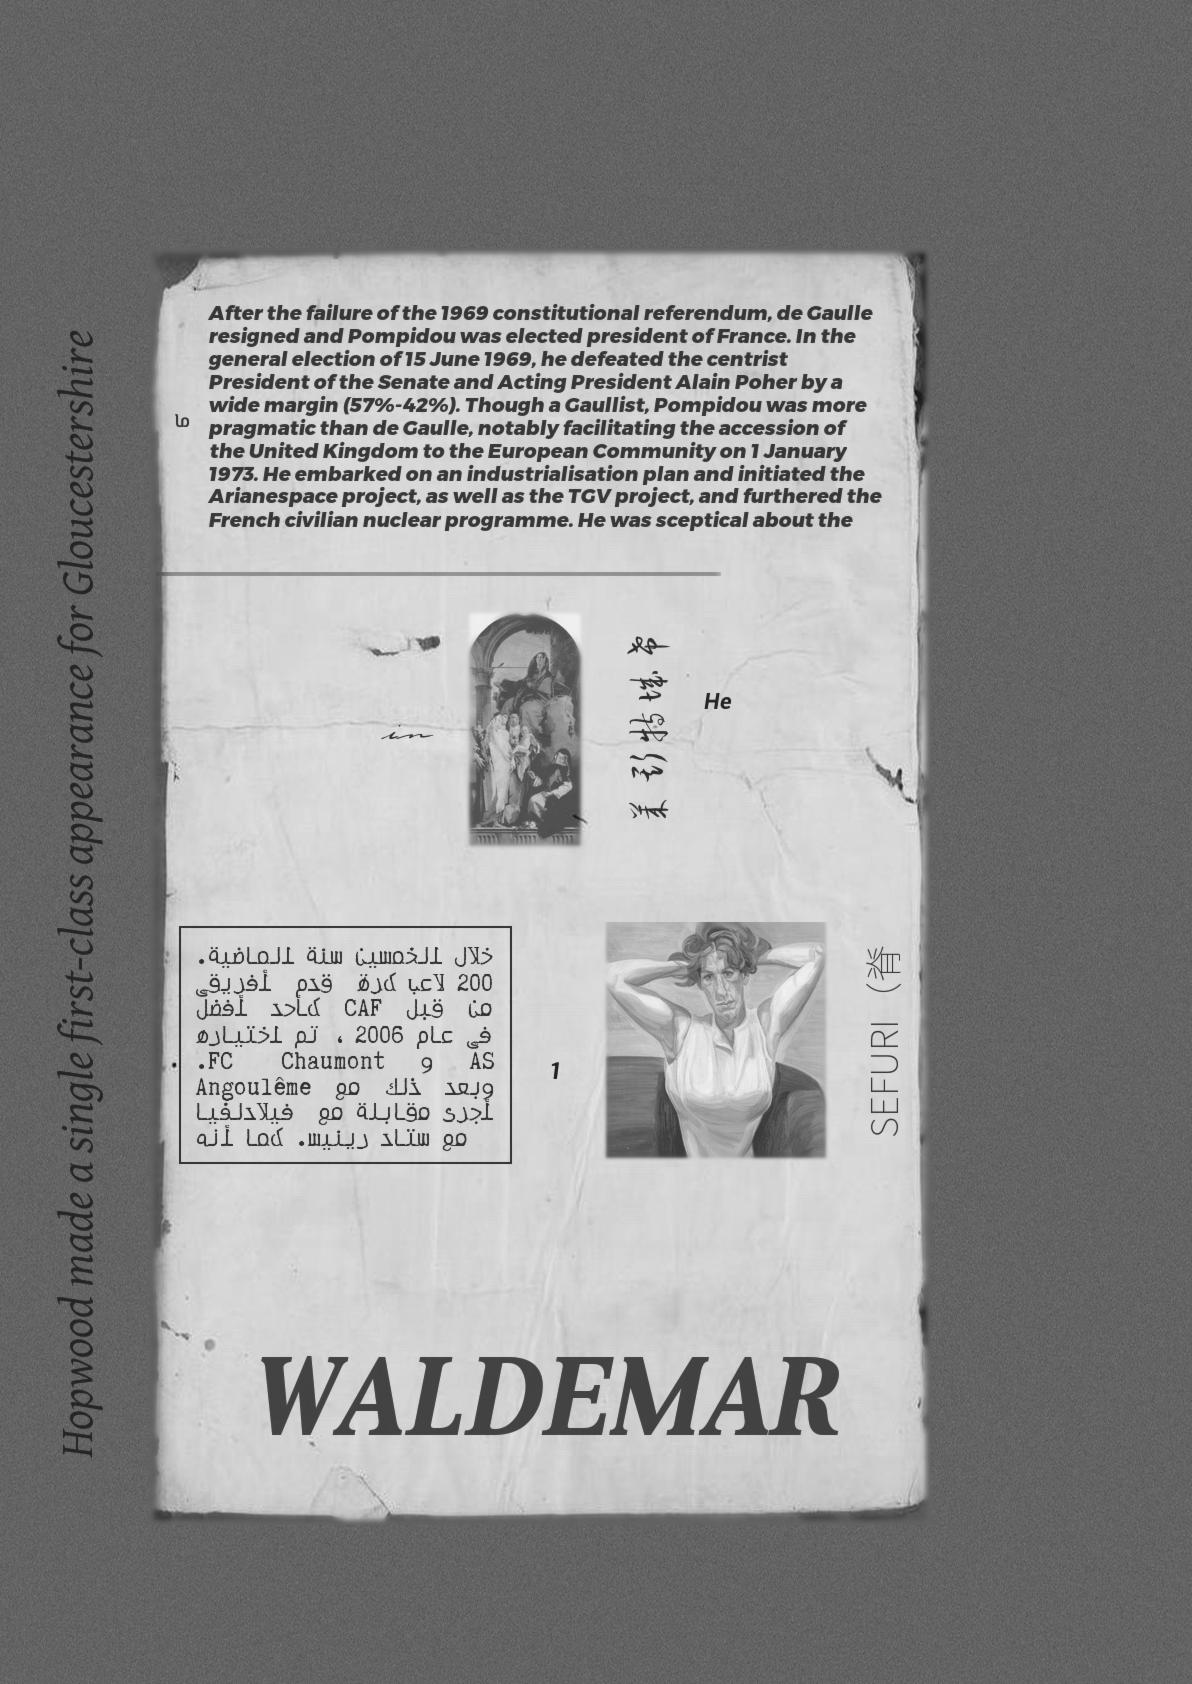 Hopwood made a single first-class appearance for Gloucestershire
After the failure of the 1969 constitutional referendum, de Gaulle
resigned and Pompidou was elected president of France. In the
general election of 15 June 1969, he defeated the centrist
President of the Senate and Acting President Alain Poher by a
wide margin (57%-42%). Though a Gaullist, Pompidou was more
pragmatic than de Gaulle, notably facilitating the accession of
the United Kingdom to the European Community on 1 January
1973. He embarked on an industrialisation plan and initiated the
Arianespace project, as well as the TGV project, and furthered the
French civilian nuclear programme. He was sceptical about the
in
He
خلال الخمسين سنة الماضية.
200 لاعب كرة قدم أفريقي
من قبل CAF كأحد أفضل
في عام 2006 ، تم اختياره
AS و Chaumont FC.
وبعد ذلك مع Angoulême
أجرى مقابلة مع فيلادلفيا
مع ستاد رينيس. كما أنه
1
SEFURI (脊
WALDEMAR